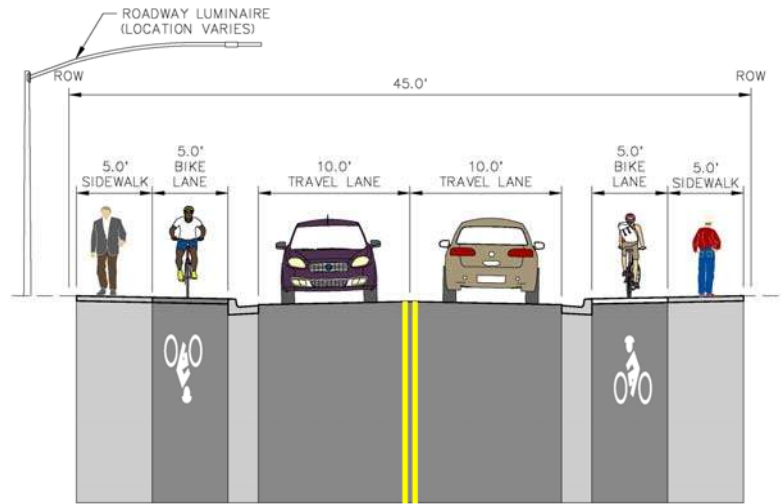 ROADWAY LUMINAIRE
(LOCATION VARIES)
ROW
ROW
45.0'
5.0'
SIDEWALK
5.0'
BIKE
LANE
10.0'
TRAVEL LANE
10.0'
TRAVEL LANE
5.0'
BIKE
LANE
5.0'
SIDEWALK